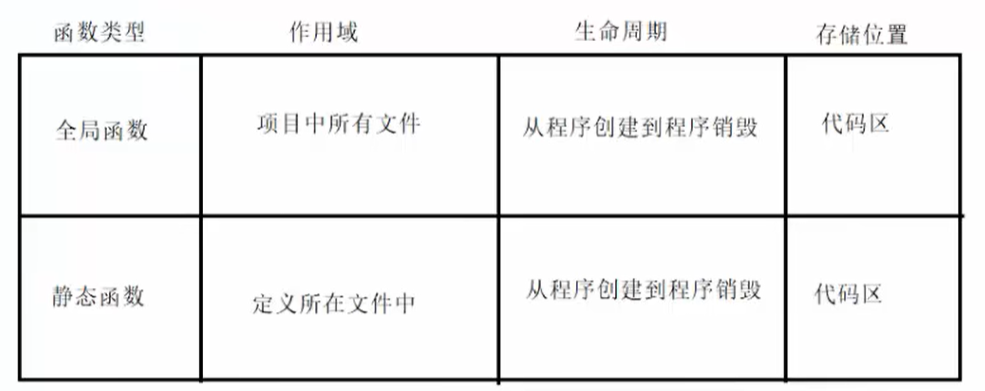 函数类型 作用域 生命周期 存储位置
全局函数 项目中所有文件 从程序创建到程序销毁 代码区
静态函数 定义所在文件中 从程序创建到程序销毁 代码区